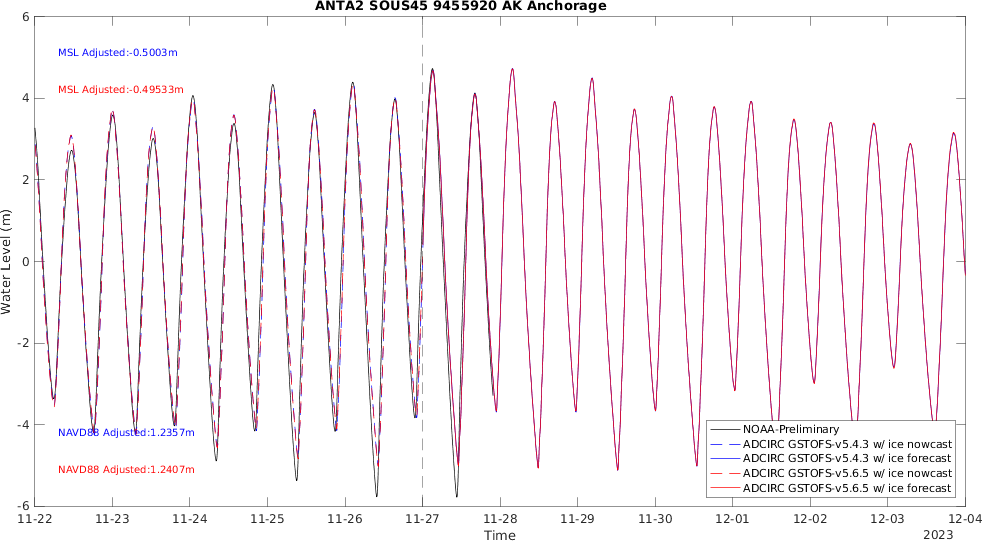 ANTA2 SOUS45 9455920 AK Anchorage
MSL Adjusted:-0.5003m
MSL Adjusted:-0.49533m
NAVD88 Adjusted:1.2357m
NAVD88 Adjusted:1.2407m
Water Level (m)
6
4
2
0
-2
-4
-6
NOAA-Preliminary
ADCIRC GSTOFS-v5.4.3 w/ ice nowcast
ADCIRC GSTOFS-v5.4.3 w/ ice forecast
ADCIRC GSTOFS-v5.6.5 w/ ice nowcast
ADCIRC GSTOFS-v5.6.5 w/ ice forecast
11-22 11-23 11-24 11-25 11-26 11-27 11-28 11-29 11-30 12-01 12-02 12-03 12-04
Time
2023